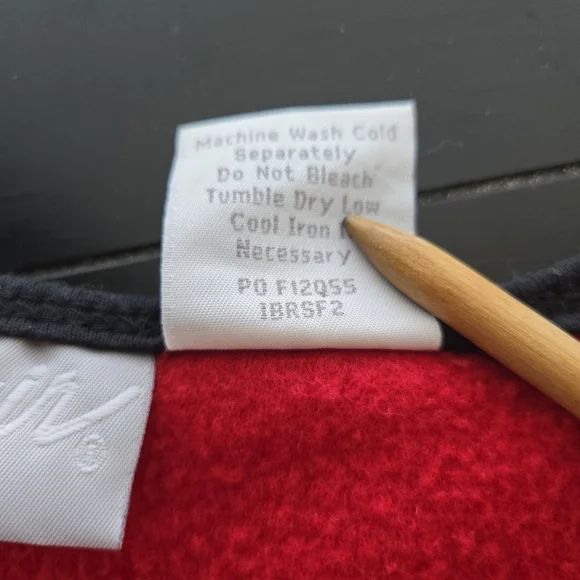 Machine Wash Cold
Separately
Do Not Bleach
Tumble Dry Low
Cool Iron
Necessary
PO F12Q55
IBRSF2